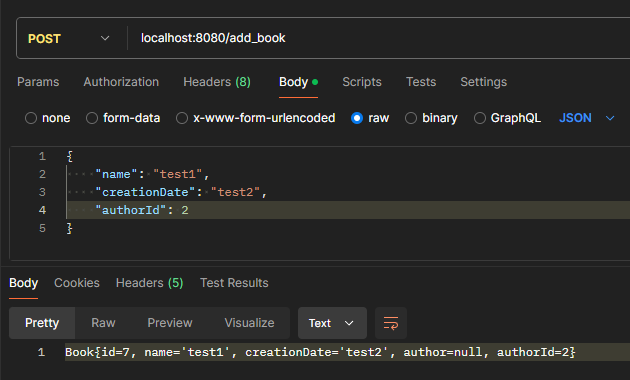 POST localhost:8080/add_book
Params Authorization Headers (8) Body Scripts Tests Settings
none form-data x-www-form-urlencoded raw binary GraphQL JSON
1 {
2 ····"name":·"test1",
3 ····"creationDate":·"test2",
4 ····"authorId":·2
5 }
Body Cookies Headers (5) Test Results
Pretty Raw Preview Visualize Text
1 Book{id=7, name='test1', creationDate='test2', author=null, authorId=2}